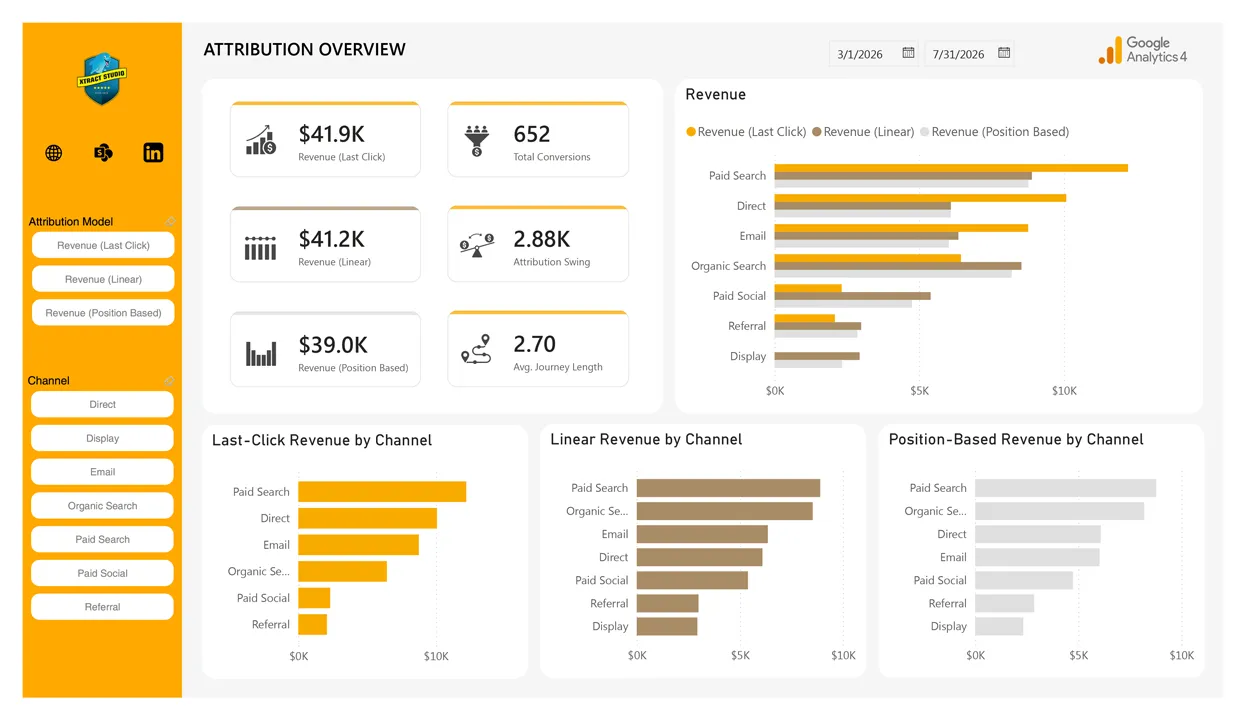 XTRACT STUDIO
Attribution Model
Revenue (Last Click)
Revenue (Linear)
Revenue (Position Based)
Channel
Direct
Display
Email
Organic Search
Paid Search
Paid Social
Referral
ATTRIBUTION OVERVIEW
3/1/2026
7/31/2026
Google
Analytics 4
$41.9K
Revenue (Last Click)
652
Total Conversions
$41.2K
Revenue (Linear)
2.88K
Attribution Swing
$39.0K
Revenue (Position Based)
2.70
Avg. Journey Length
Revenue
Revenue (Last Click) Revenue (Linear) Revenue (Position Based)
Paid Search
Direct
Email
Organic Search
Paid Social
Referral
Display
$0K $5K $10K
Last-Click Revenue by Channel
Paid Search
Direct
Email
Organic Se...
Paid Social
Referral
$0K $10K
Linear Revenue by Channel
Paid Search
Organic Se...
Email
Direct
Paid Social
Referral
Display
$0K $5K $10K
Position-Based Revenue by Channel
Paid Search
Organic Se...
Direct
Email
Paid Social
Referral
Display
$0K $5K $10K